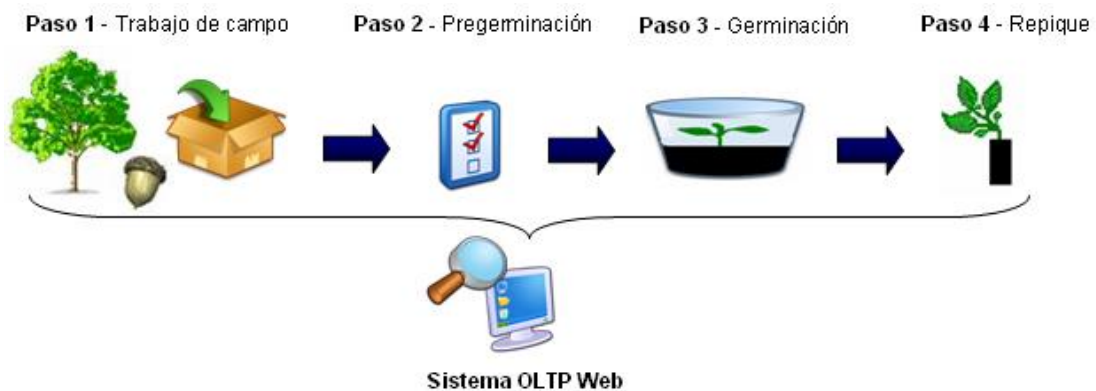 Paso 1 - Trabajo de campo
Paso 2 - Pregerminación
Paso 3 - Germinación
Paso 4 - Repique
Sistema OLTP Web